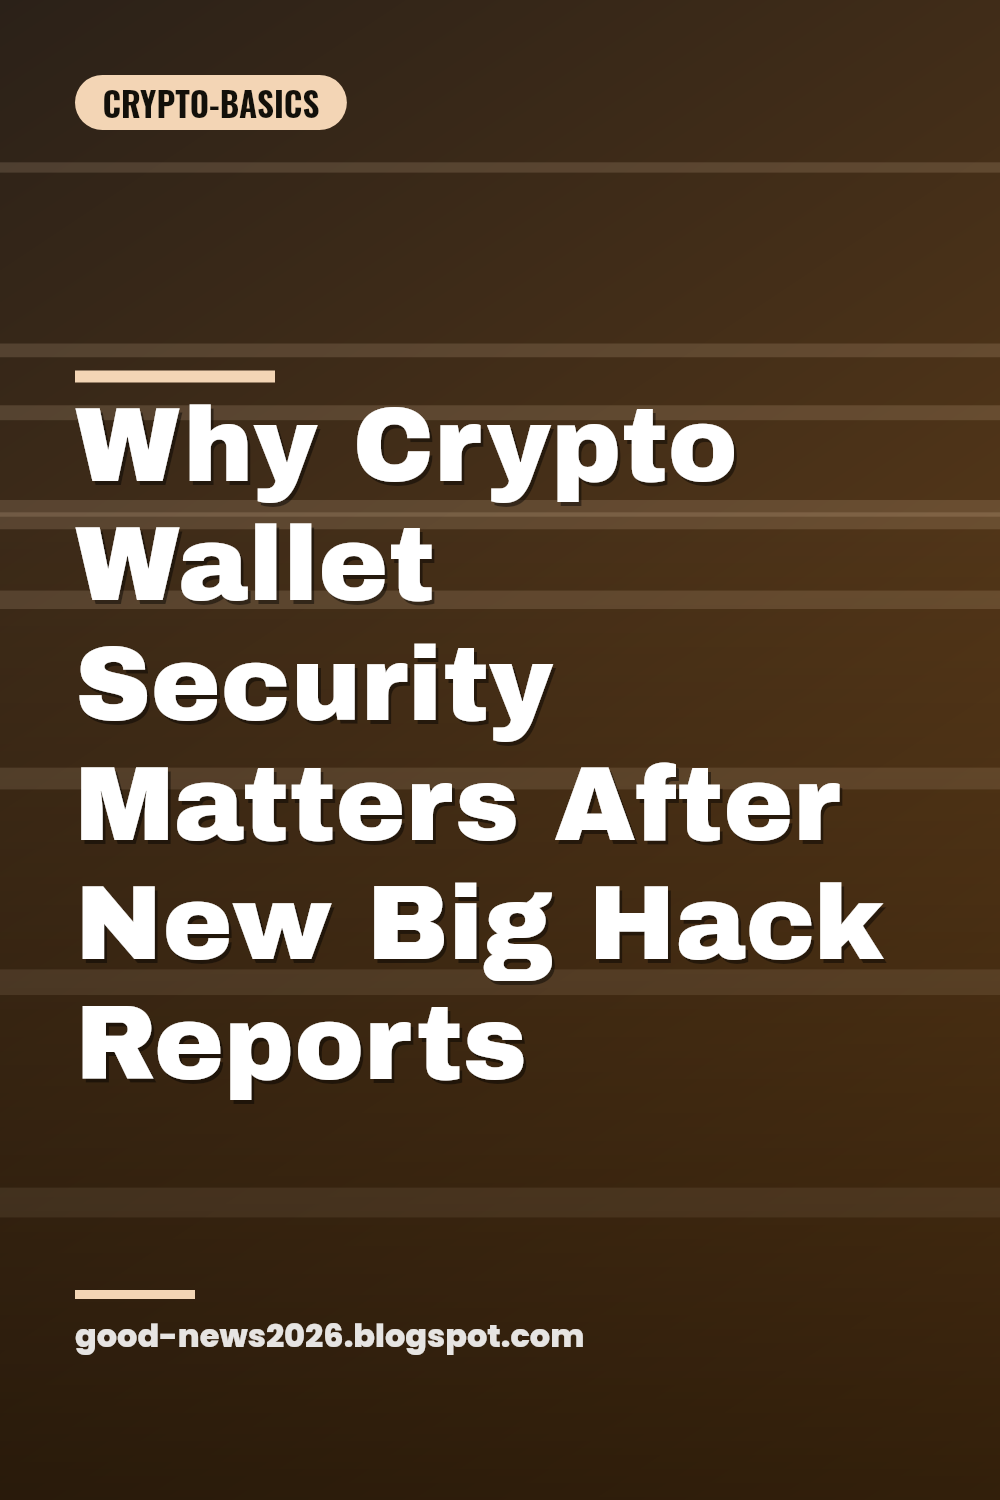 CRYPTO-BASICS
Why Crypto
Wallet
Security
Matters After
New Big Hack
Reports
good-news2026.blogspot.com